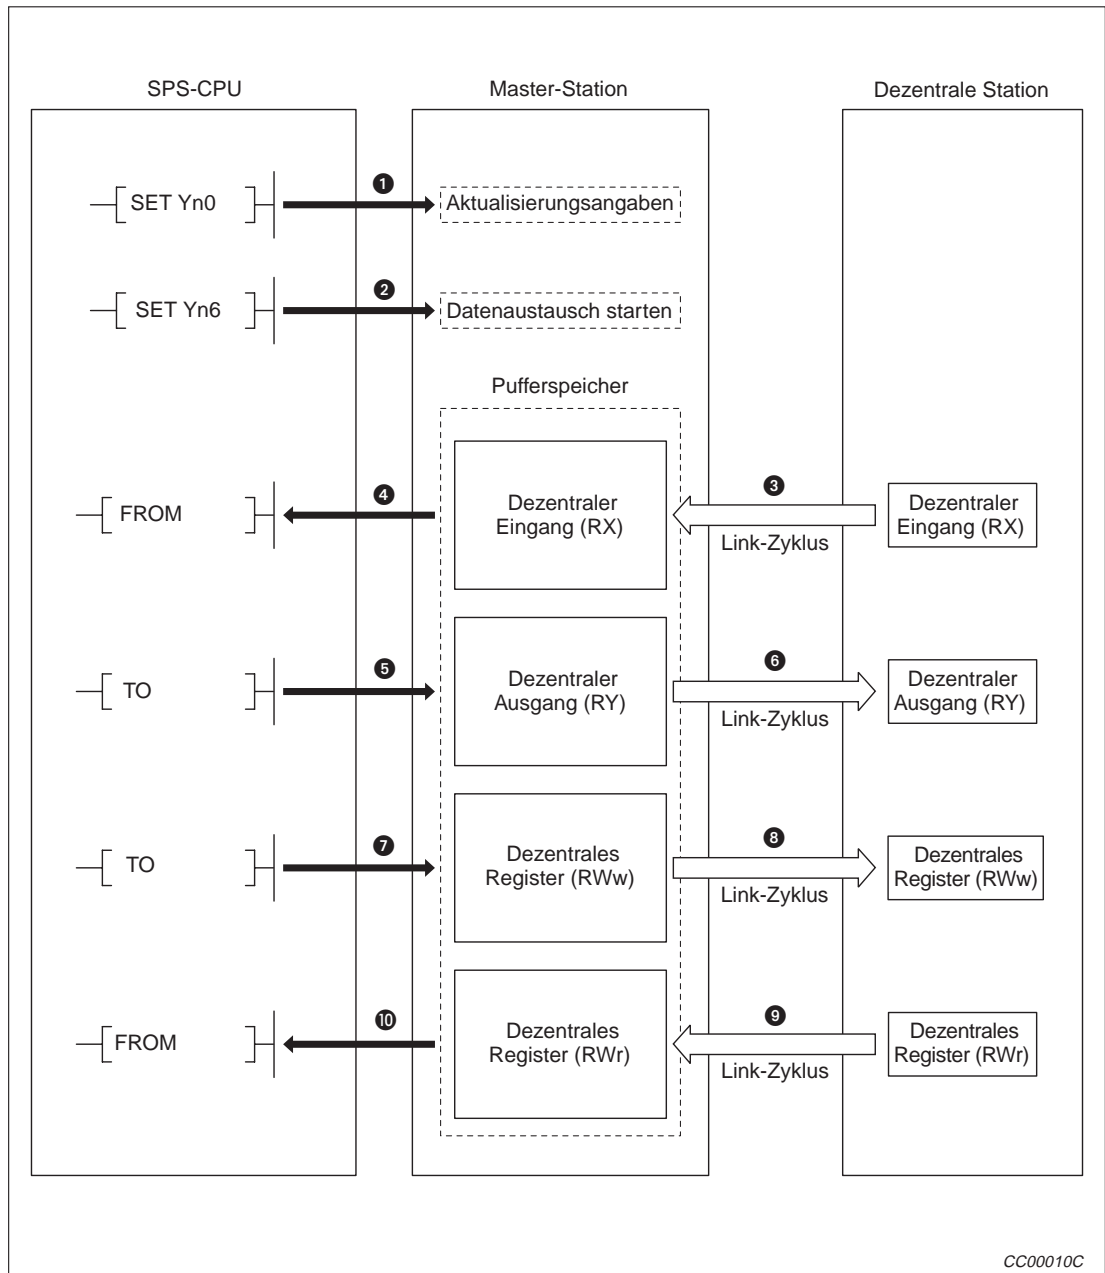 SPS-CPU
Master-Station
Dezentrale Station
SET Yn0
❶
Aktualisierungsangaben
SET Yn6
❷
Datenaustausch starten
Pufferspeicher
FROM
❹
Dezentraler
Eingang (RX)
❸
Link-Zyklus
Dezentraler
Eingang (RX)
TO
❺
Dezentraler
Ausgang (RY)
❻
Link-Zyklus
Dezentraler
Ausgang (RY)
TO
❼
Dezentrales
Register (RWw)
❽
Link-Zyklus
Dezentrales
Register (RWw)
FROM
❿
Dezentrales
Register (RWr)
❾
Link-Zyklus
Dezentrales
Register (RWr)
CC00010C